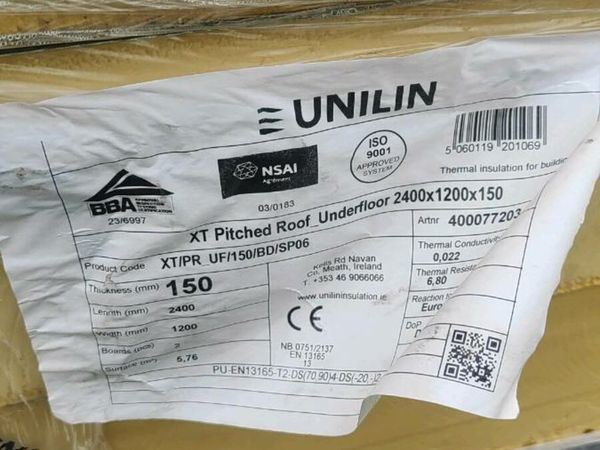 UNILIN
5 060119 201069
Thermal insulation for buildin
ISO
9001
APPROVED
SYSTEM
NSAI
Agrément
03/0183
BBA
23/6997
XT Pitched Roof_Underfloor 2400x1200x150
Artnr 400077203
Product Code XT/PR_UF/150/BD/SP06
Thickness (mm) 150
Length (mm) 2400
Width (mm) 1200
Boards (pcs) 2
Surface (m²) 5,76
Kells Rd Navan
Co. Meath, Ireland
T +353 46 9066066
www.unilininsulation.ie
CE
NB 0751/2137
EN 13165
13
Thermal Conductivi
0,022
Thermal Resista
6,80
Reaction to
Euro
DoP
PU-EN13165-T2-DS(70,90)4-DS(-20,-)2